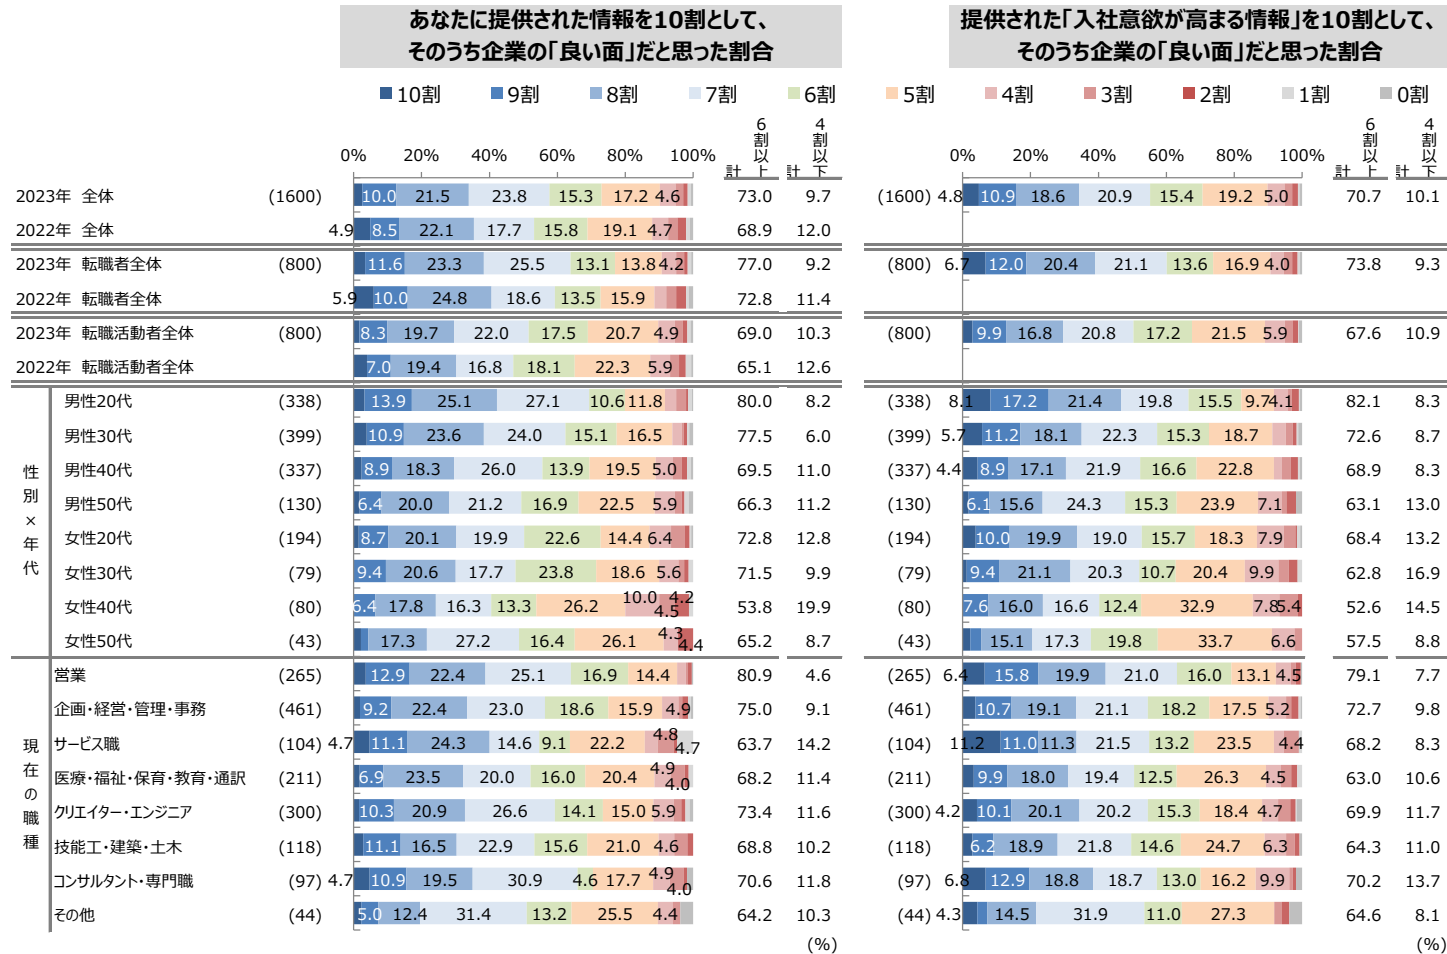 あなたに提供された情報を10割として、
そのうち企業の「良い面」だと思った割合
提供された「入社意欲が高まる情報」を10割として、
そのうち企業の「良い面」だと思った割合
10割 9割 8割 7割 6割 5割 4割 3割 2割 1割 0割
0% 20% 40% 60% 80% 100% 6割以上計 4割以下計 0% 20% 40% 60% 80% 100% 6割以上計 4割以下計
2023年 全体 (1600) 10.0 21.5 23.8 15.3 17.2 4.6 73.0 9.7 (1600) 4.8 10.9 18.6 20.9 15.4 19.2 5.0 70.7 10.1
2022年 全体 4.9 8.5 22.1 17.7 15.8 19.1 4.7 68.9 12.0
2023年 転職者全体 (800) 11.6 23.3 25.5 13.1 13.8 4.2 77.0 9.2 (800) 6.7 12.0 20.4 21.1 13.6 16.9 4.0 73.8 9.3
2022年 転職者全体 5.9 10.0 24.8 18.6 13.5 15.9 72.8 11.4
2023年 転職活動者全体 (800) 8.3 19.7 22.0 17.5 20.7 4.9 69.0 10.3 (800) 9.9 16.8 20.8 17.2 21.5 5.9 67.6 10.9
2022年 転職活動者全体 7.0 19.4 16.8 18.1 22.3 5.9 65.1 12.6
性別×年代
男性20代 (338) 13.9 25.1 27.1 10.6 11.8 80.0 8.2 (338) 8.1 17.2 21.4 19.8 15.5 9.7 4.1 82.1 8.3
男性30代 (399) 10.9 23.6 24.0 15.1 16.5 77.5 6.0 (399) 5.7 11.2 18.1 22.3 15.3 18.7 72.6 8.7
男性40代 (337) 8.9 18.3 26.0 13.9 19.5 5.0 69.5 11.0 (337) 4.4 8.9 17.1 21.9 16.6 22.8 68.9 8.3
男性50代 (130) 6.4 20.0 21.2 16.9 22.5 5.9 66.3 11.2 (130) 6.1 15.6 24.3 15.3 23.9 7.1 63.1 13.0
女性20代 (194) 8.7 20.1 19.9 22.6 14.4 6.4 72.8 12.8 (194) 10.0 19.9 19.0 15.7 18.3 7.9 68.4 13.2
女性30代 (79) 9.4 20.6 17.7 23.8 18.6 5.6 71.5 9.9 (79) 9.4 21.1 20.3 10.7 20.4 9.9 62.8 16.9
女性40代 (80) 6.4 17.8 16.3 13.3 26.2 10.0 4.5 4.2 53.8 19.9 (80) 7.6 16.0 16.6 12.4 32.9 7.8 5.4 52.6 14.5
女性50代 (43) 17.3 27.2 16.4 26.1 4.3 4.4 65.2 8.7 (43) 15.1 17.3 19.8 33.7 6.6 57.5 8.8
現在の職種
営業 (265) 12.9 22.4 25.1 16.9 14.4 80.9 4.6 (265) 6.4 15.8 19.9 21.0 16.0 13.1 4.5 79.1 7.7
企画・経営・管理・事務 (461) 9.2 22.4 23.0 18.6 15.9 4.9 75.0 9.1 (461) 10.7 19.1 21.1 18.2 17.5 5.2 72.7 9.8
サービス職 (104) 4.7 11.1 24.3 14.6 9.1 22.2 4.8 4.7 63.7 14.2 (104) 11.2 11.0 11.3 21.5 13.2 23.5 4.4 68.2 8.3
医療・福祉・保育・教育・通訳 (211) 6.9 23.5 20.0 16.0 20.4 4.9 4.0 68.2 11.4 (211) 9.9 18.0 19.4 12.5 26.3 4.5 63.0 10.6
クリエイター・エンジニア (300) 10.3 20.9 26.6 14.1 15.0 5.9 73.4 11.6 (300) 4.2 10.1 20.1 20.2 15.3 18.4 4.7 69.9 11.7
技能工・建築・土木 (118) 11.1 16.5 22.9 15.6 21.0 4.6 68.8 10.2 (118) 6.2 18.9 21.8 14.6 24.7 6.3 64.3 11.0
コンサルタント・専門職 (97) 4.7 10.9 19.5 30.9 4.6 17.7 4.9 4.0 70.6 11.8 (97) 6.8 12.9 18.8 18.7 13.0 16.2 9.9 70.2 13.7
その他 (44) 5.0 12.4 31.4 13.2 25.5 4.4 64.2 10.3 (44) 4.3 14.5 31.9 11.0 27.3 64.6 8.1
(%) (%)